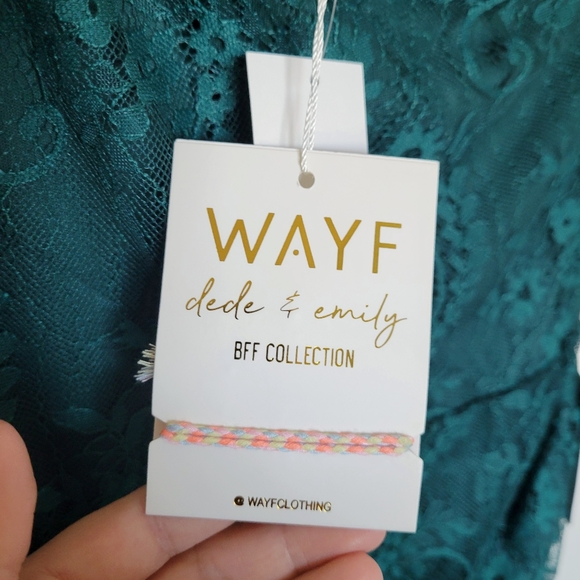 WAYF
dede & emily
BFF COLLECTION
@ WAYFCLOTHING